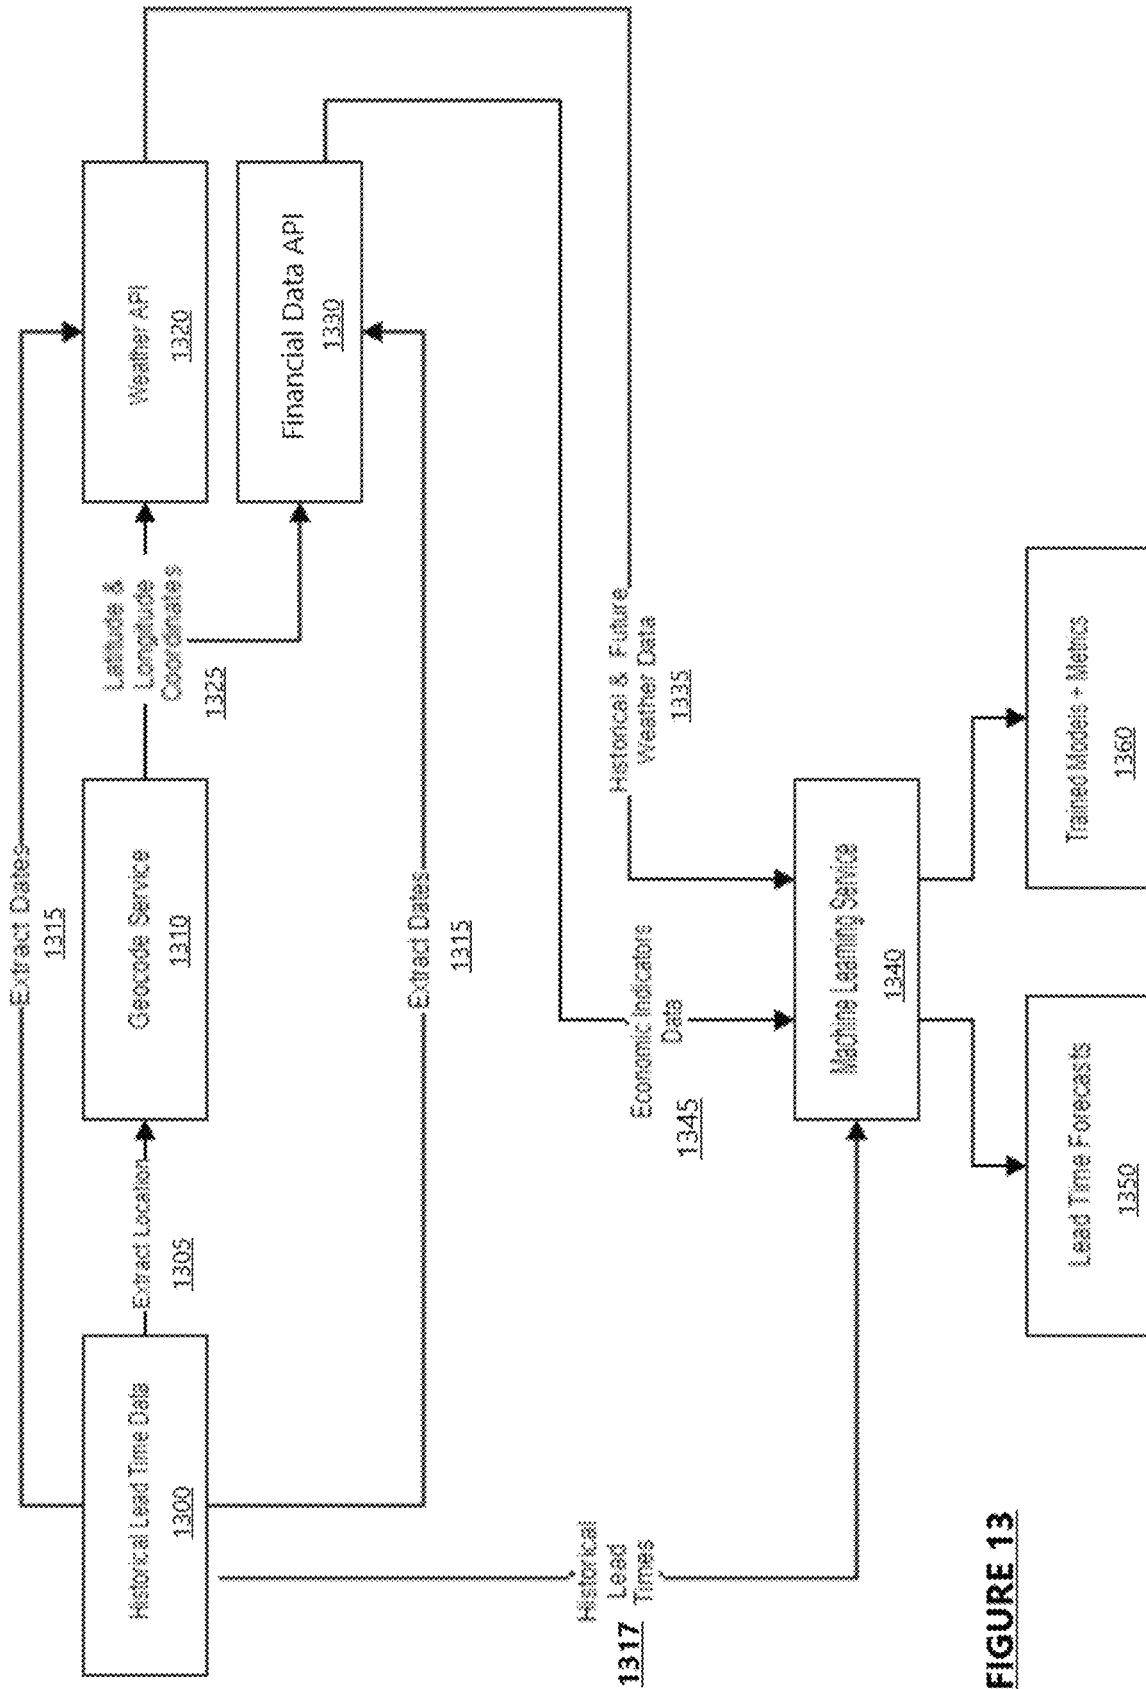 Extract Dates
1315
Historical Lead Time Data
1300
Extract Location
1305
Geocode Service
1310
Latitude &
Longitude
Coordinates
1325
Weather API
1320
Financial Data API
1330
Extract Dates
1315
Historical
Lead
Times
1317
Economic Indicators
Data
1345
Historical & Future
Weather Data
1335
Machine Learning Service
1340
Lead Time Forecasts
1350
Trained Models + Metrics
1360
FIGURE 13